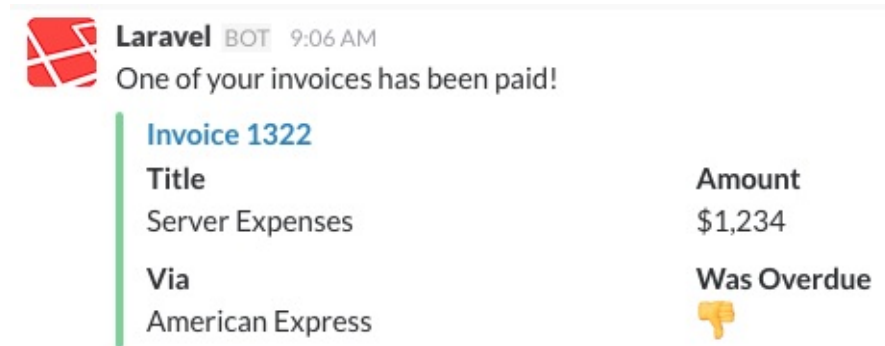 Laravel BOT 9:06 AM
One of your invoices has been paid!
Invoice 1322
Title Amount
Server Expenses $1,234
Via Was Overdue
American Express 👎